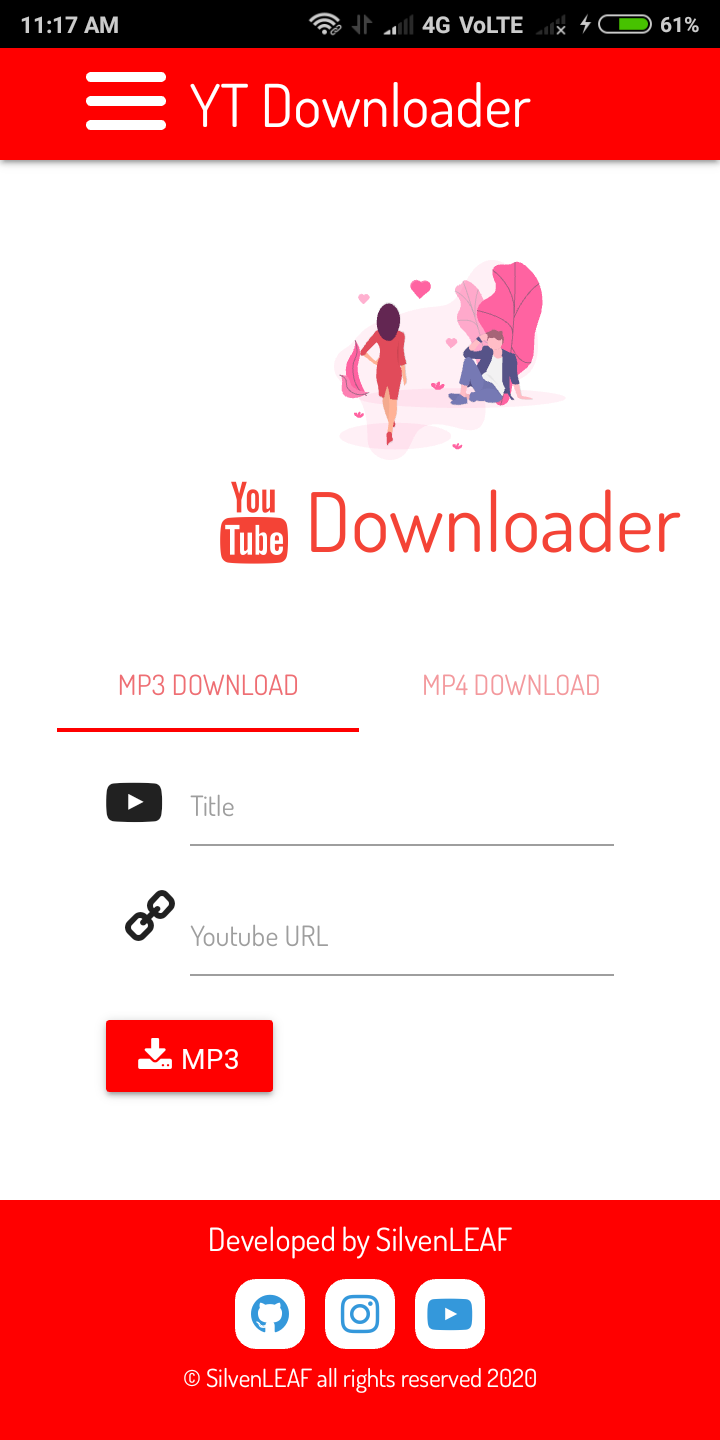 11:17 AM 4G VoLTE 61%
YT Downloader
You
Tube Downloader
MP3 DOWNLOAD MP4 DOWNLOAD
Title
Youtube URL
MP3
Developed by SilvenLEAF
© SilvenLEAF all rights reserved 2020